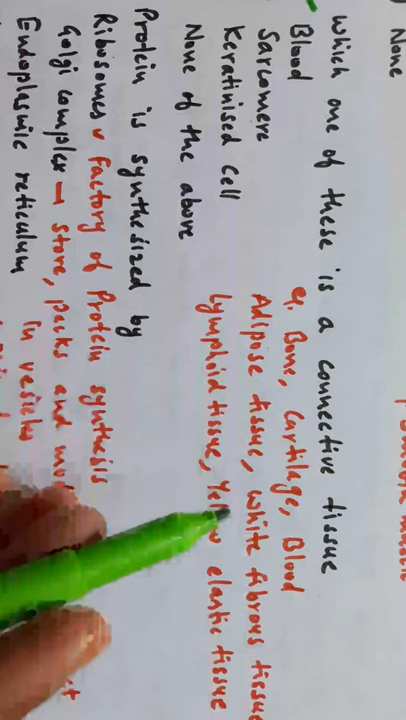 None
which one of these is a connective tissue
Blood eg. Bone, Cartilage, Blood
Sarcomere Adipose tissue, white fibrous tissue
Keratinised cell Lymphoid tissue, Yellow elastic tissue
None of the above
Protein is synthesized by
Ribosomes factory of Protein synthesis
Golgi complex → store, packs and
Endoplasmic reticulum in vesicles